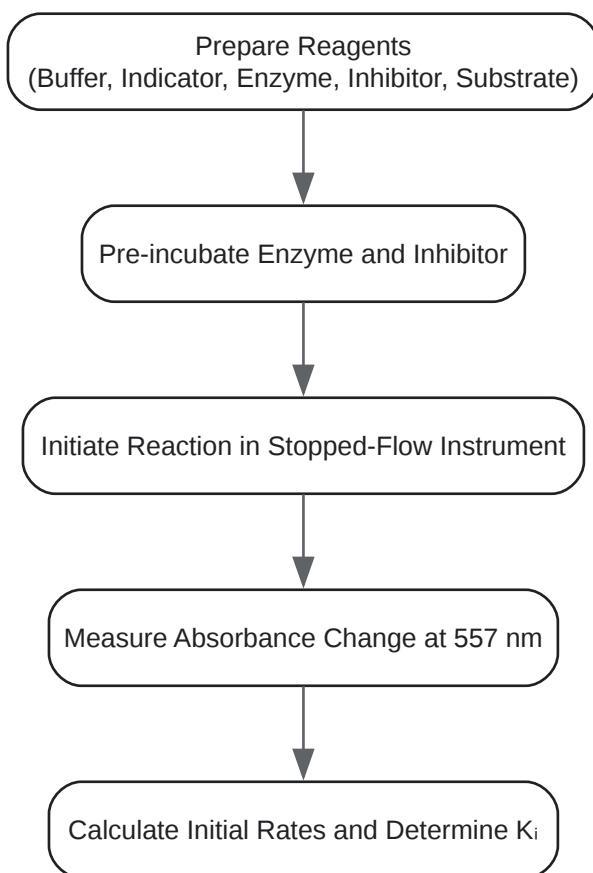 Prepare Reagents
(Buffer, Indicator, Enzyme, Inhibitor, Substrate)
Pre-incubate Enzyme and Inhibitor
Initiate Reaction in Stopped-Flow Instrument
Measure Absorbance Change at 557 nm
Calculate Initial Rates and Determine Kᵢ